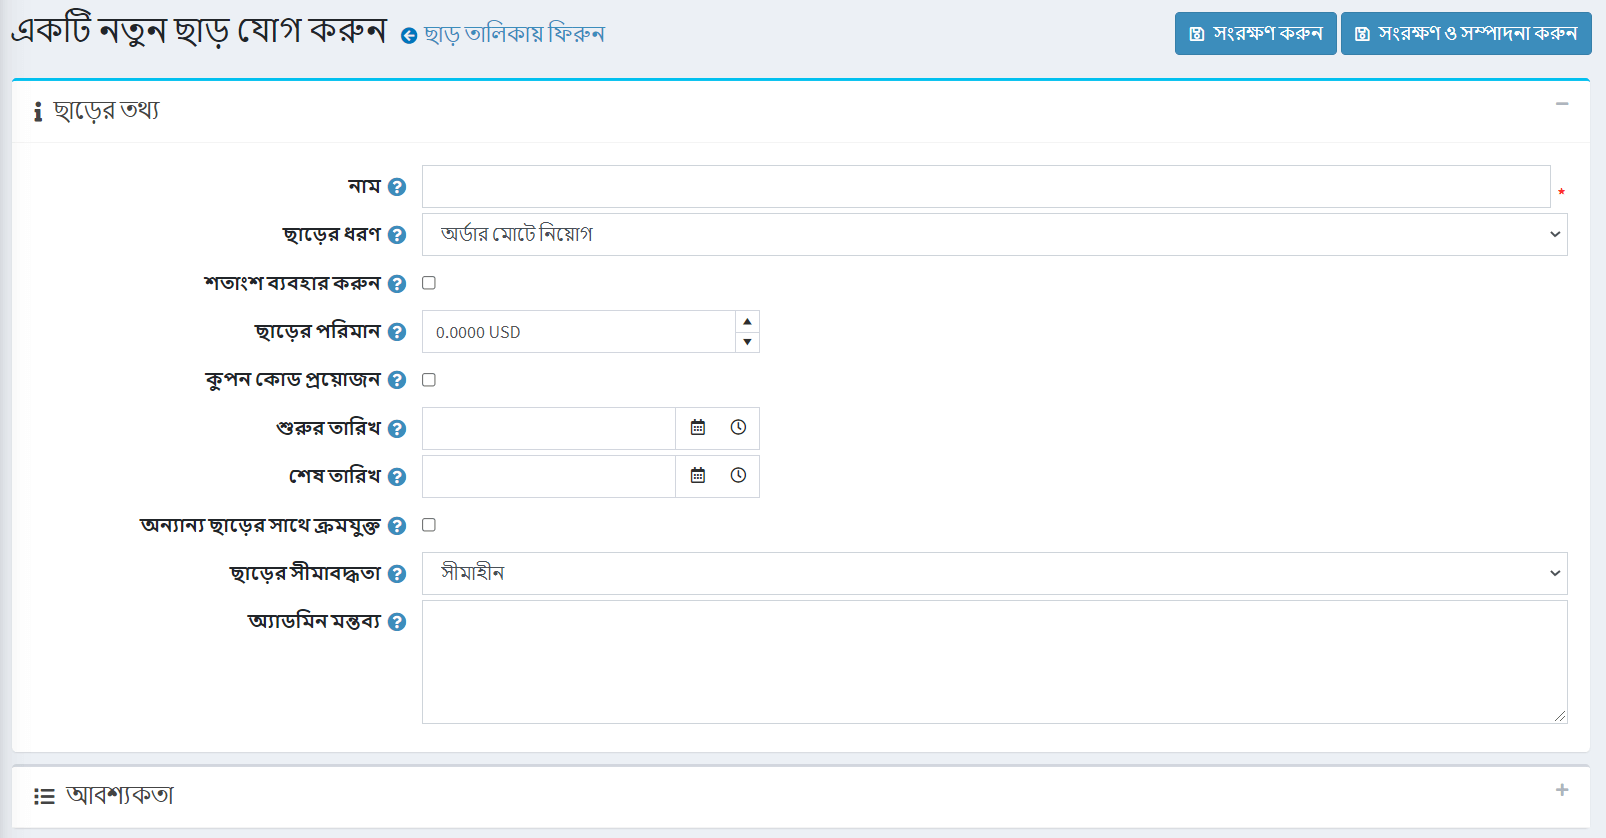 একটি নতুন ছাড় যোগ করুন ছাড় তালিকায় ফিরুন
সংরক্ষণ করুন
সংরক্ষণ ও সম্পাদনা করুন
ছাড়ের তথ্য
নাম
*
ছাড়ের ধরণ
অর্ডার মোটে নিয়োগ
শতাংশ ব্যবহার করুন
ছাড়ের পরিমান
0.0000 USD
কুপন কোড প্রয়োজন
শুরুর তারিখ
শেষ তারিখ
অন্যান্য ছাড়ের সাথে ক্রমযুক্ত
ছাড়ের সীমাবদ্ধতা
সীমাহীন
অ্যাডমিন মন্তব্য
আবশ্যকতা